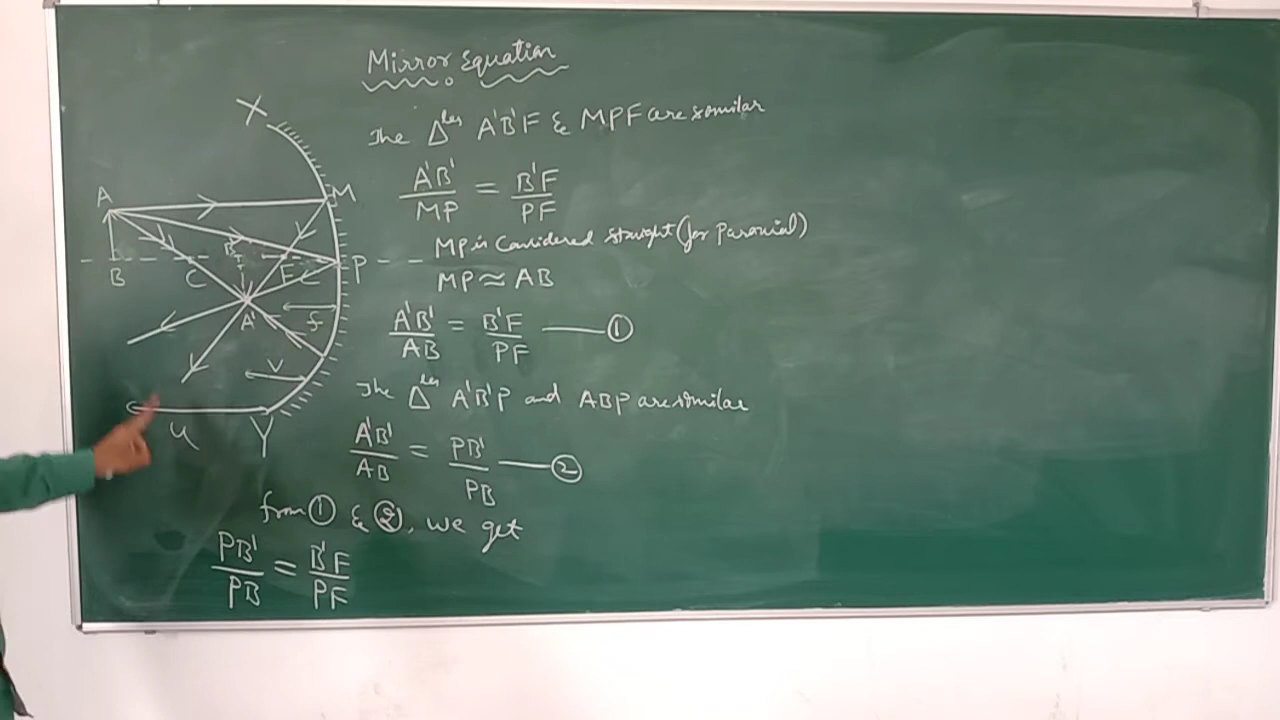 Mirror Equation
The Δles A'B'F & MPF are similar
A'B'/MP = B'F/PF
MP is Considered straight (for Paraxial)
MP ≈ AB
A'B'/AB = B'F/PF —— ①
The Δles A'B'P and ABP are similar
A'B'/AB = PB'/PB —— ②
from ① & ②, we get
PB'/PB = B'F/PF
X
A
M
B
C
B'
F
P
A'
f
v
u
Y